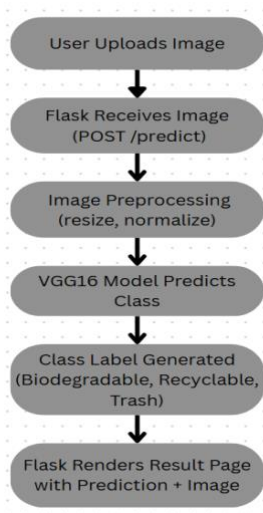 User Uploads Image
Flask Receives Image
(POST /predict)
Image Preprocessing
(resize, normalize)
VGG16 Model Predicts
Class
Class Label Generated
(Biodegradable, Recyclable,
Trash)
Flask Renders Result Page
with Prediction + Image